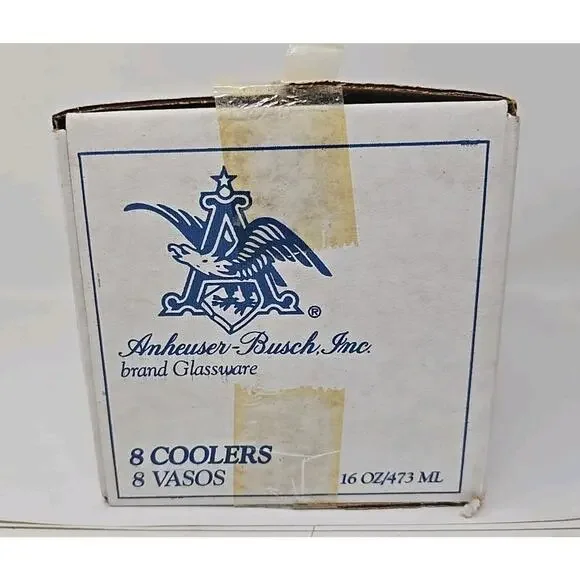 A
®
Anheuser-Busch, Inc.
brand Glassware
8 COOLERS
8 VASOS
16 OZ/473 ML